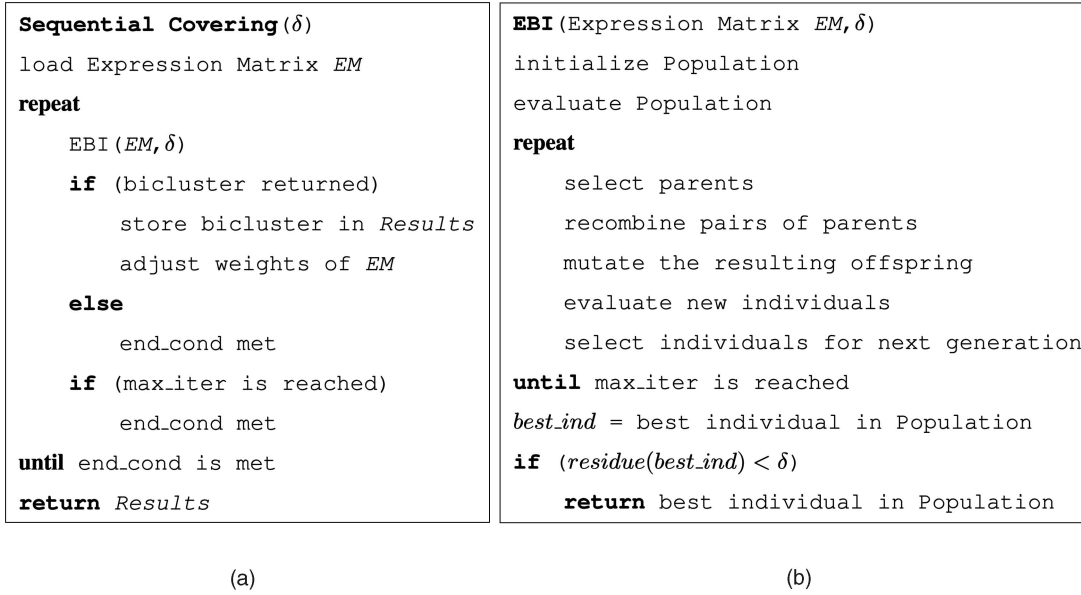 Sequential Covering(δ)
load Expression Matrix EM
repeat
EBI(EM,δ)
if (bicluster returned)
store bicluster in Results
adjust weights of EM
else
end_cond met
if (max_iter is reached)
end_cond met
until end_cond is met
return Results
(a)
EBI(Expression Matrix EM,δ)
initialize Population
evaluate Population
repeat
select parents
recombine pairs of parents
mutate the resulting offspring
evaluate new individuals
select individuals for next generation
until max_iter is reached
best_ind = best individual in Population
if (residue(best_ind) < δ)
return best individual in Population
(b)